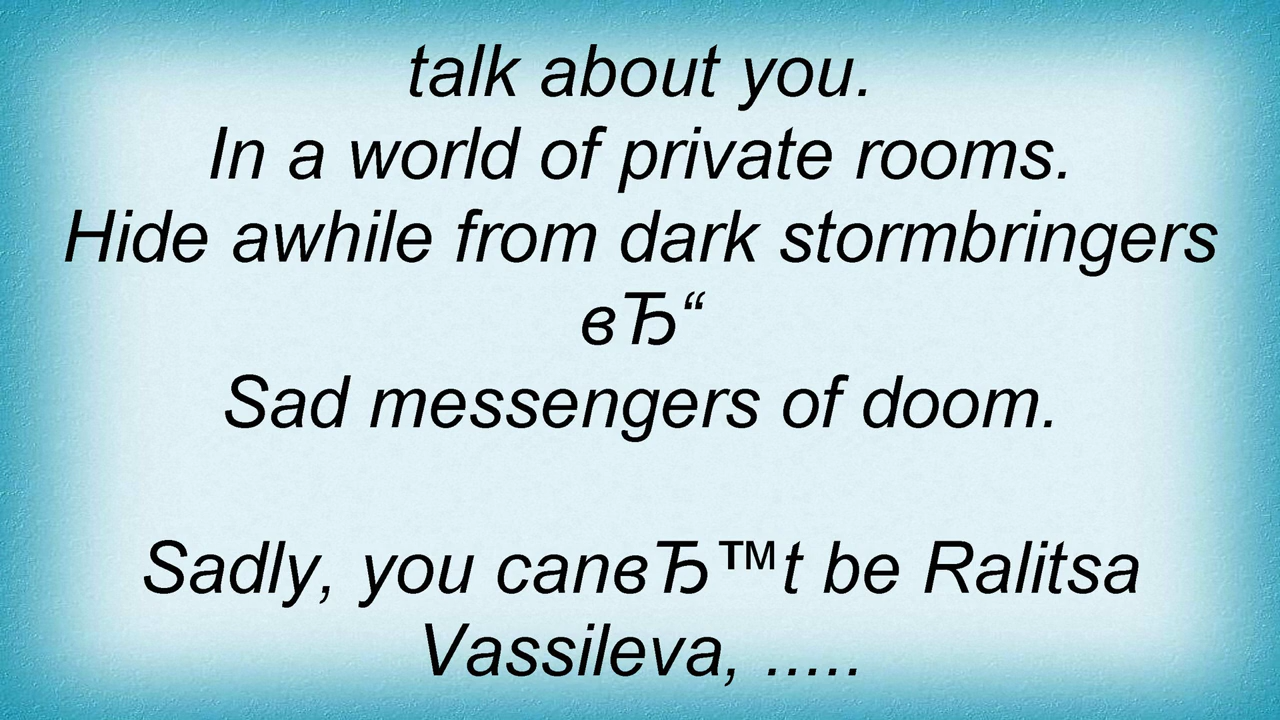 talk about you.
In a world of private rooms.
Hide awhile from dark stormbringers
вЂ“
Sad messengers of doom.
Sadly, you canвЂ™t be Ralitsa
Vassileva, .....